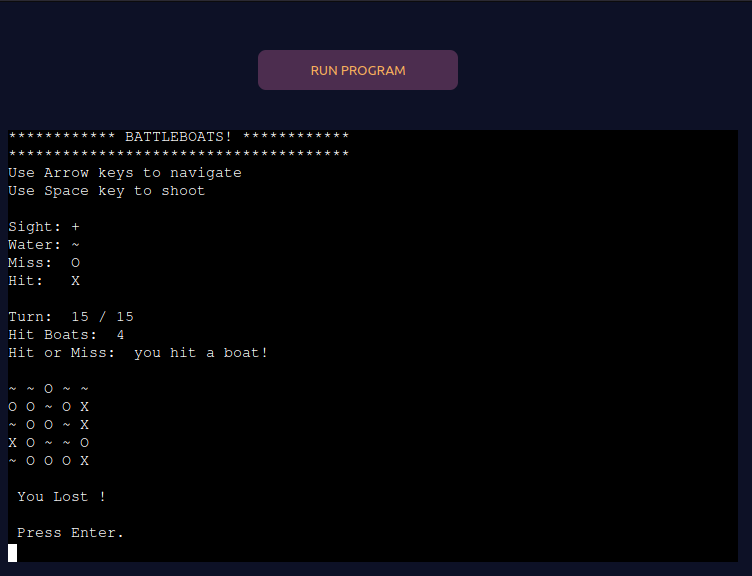 RUN PROGRAM
************ BATTLEBOATS! ************
**************************************
Use Arrow keys to navigate
Use Space key to shoot
Sight: +
Water: ~
Miss:  O
Hit:   X
Turn:  15 / 15
Hit Boats:  4
Hit or Miss:  you hit a boat!
~ ~ O ~ ~
O O ~ O X
~ O O ~ X
X O ~ ~ O
~ O O O X
You Lost !
Press Enter.